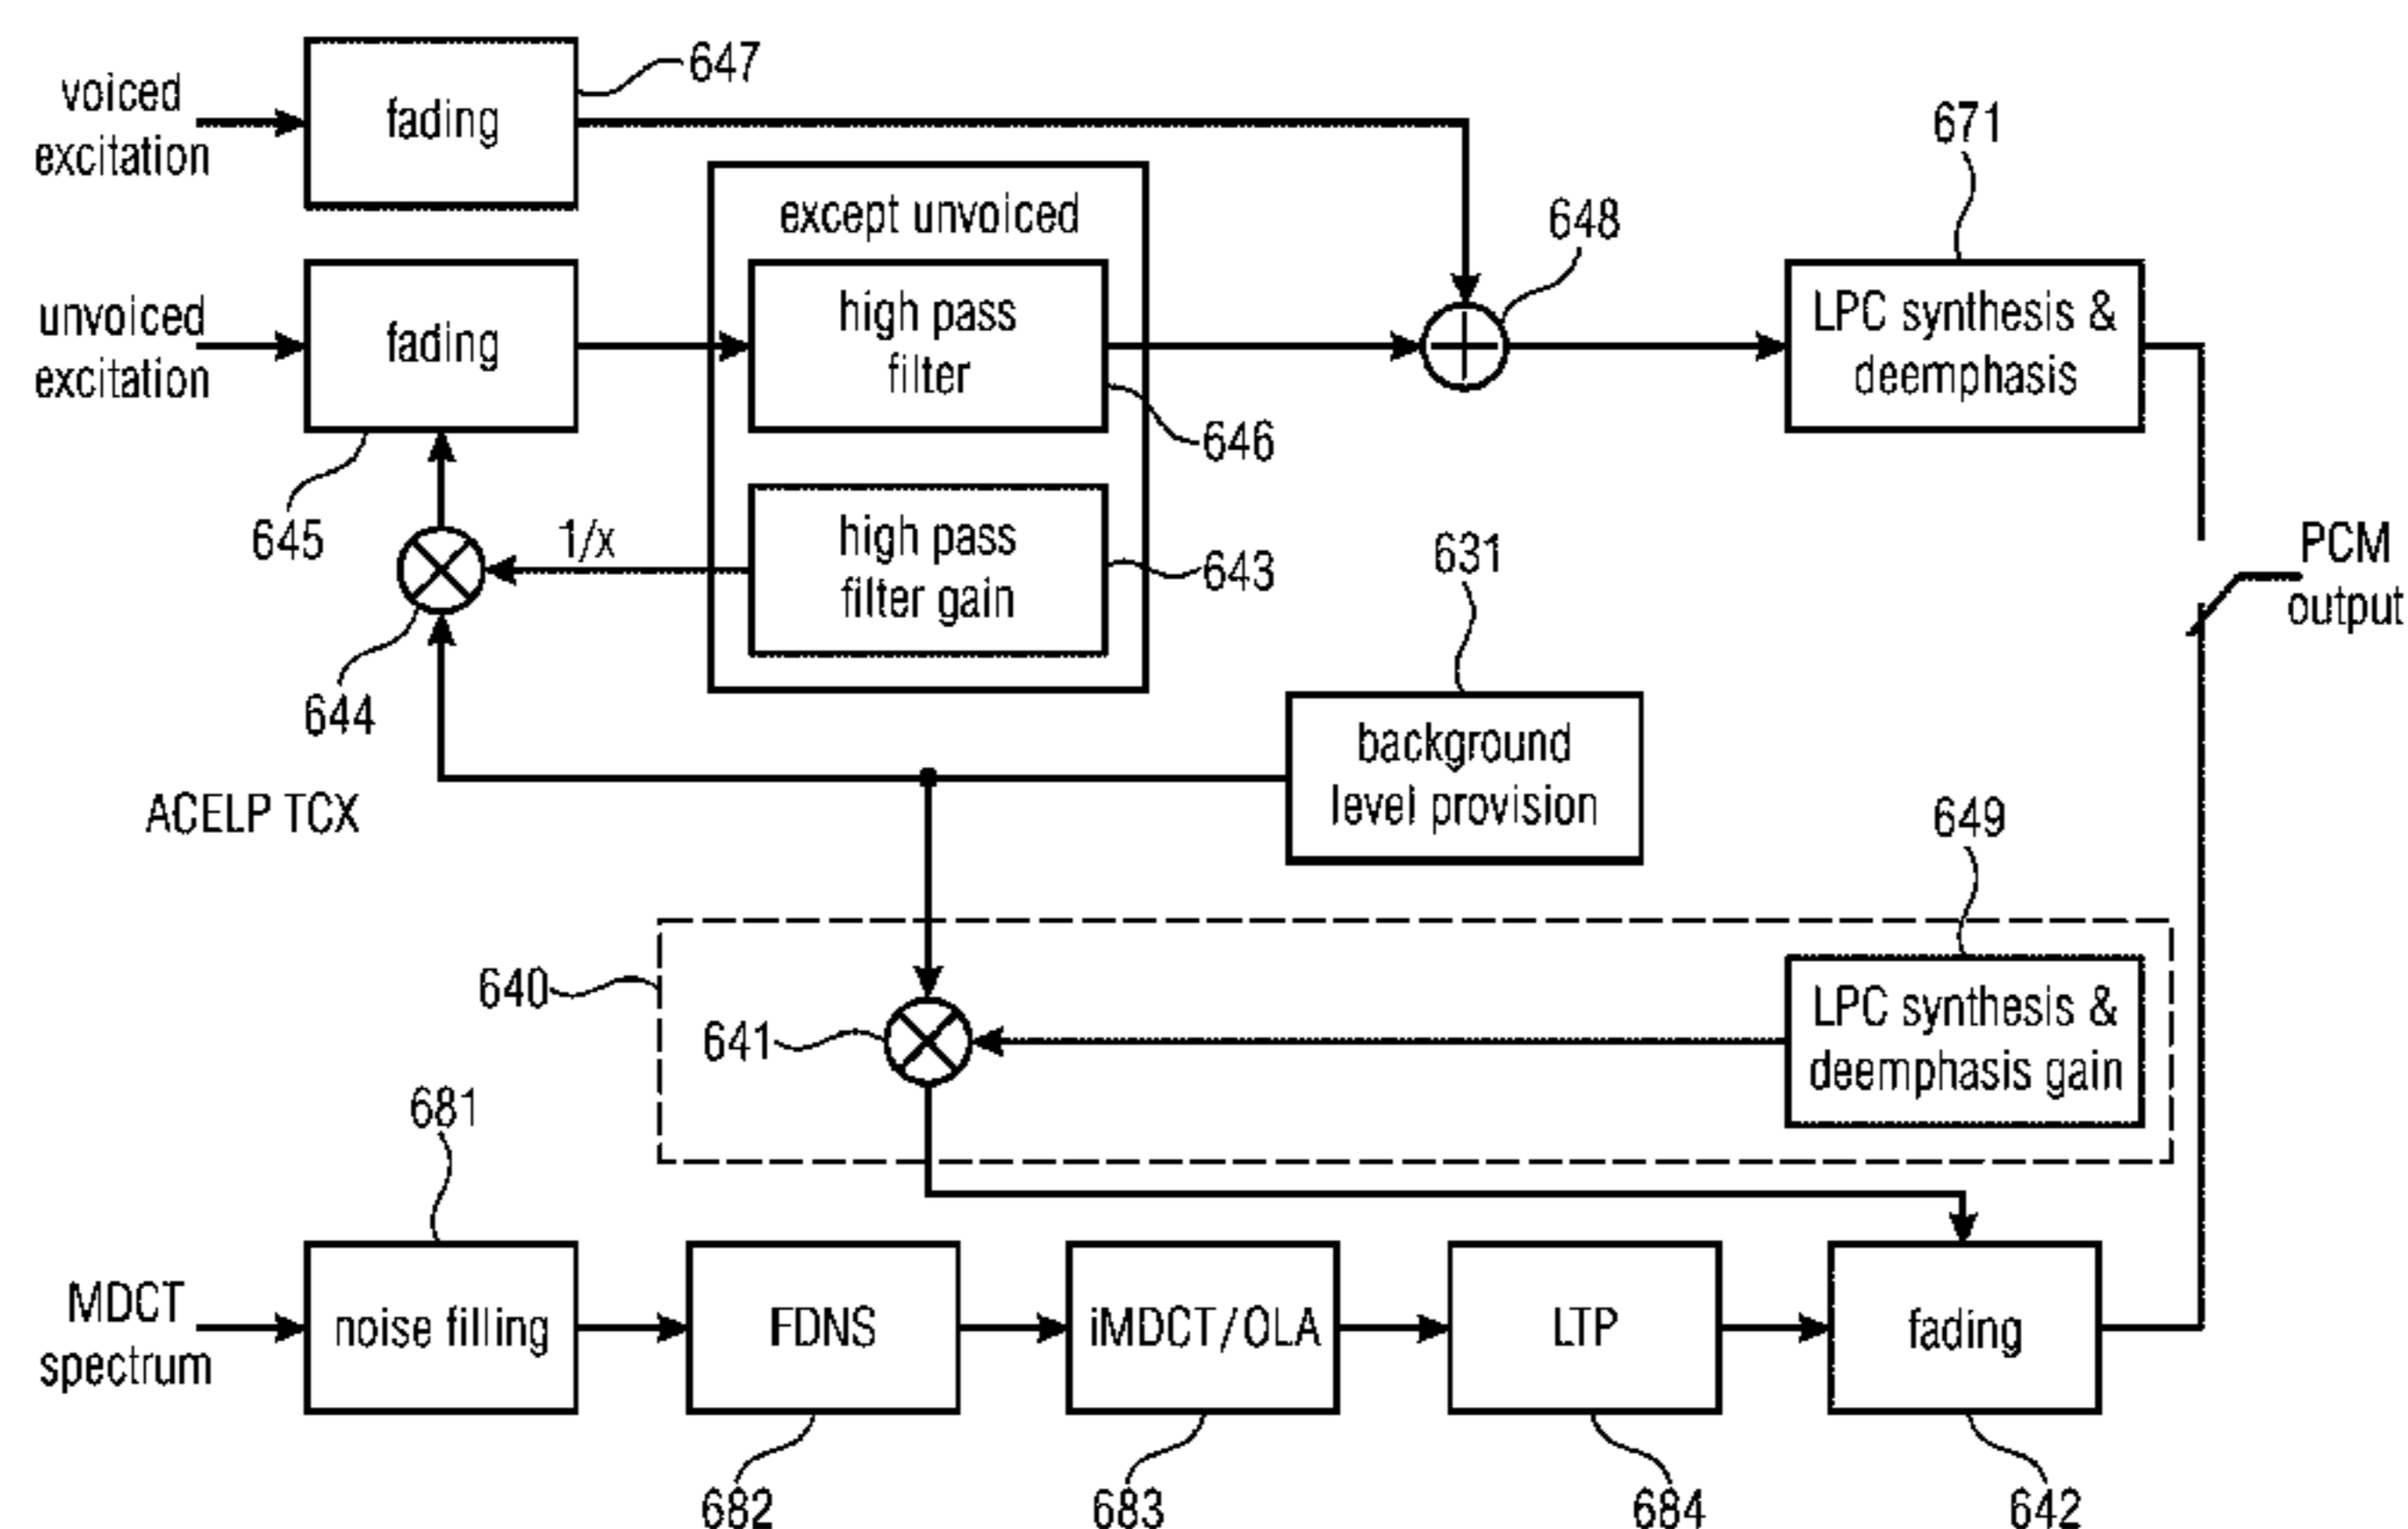 647
voiced
excitation
fading
671
except unvoiced
648
unvoiced
excitation
fading
high pass
filter
LPC synthesis &
deemphasis
646
645
1/x
high pass
filter gain
643
631
PCM
output
644
background
level provision
ACELP TCX
649
640
641
LPC synthesis &
deemphasis gain
681
MDCT
spectrum
noise filling
FDNS
iMDCT/OLA
LTP
fading
682
683
684
642